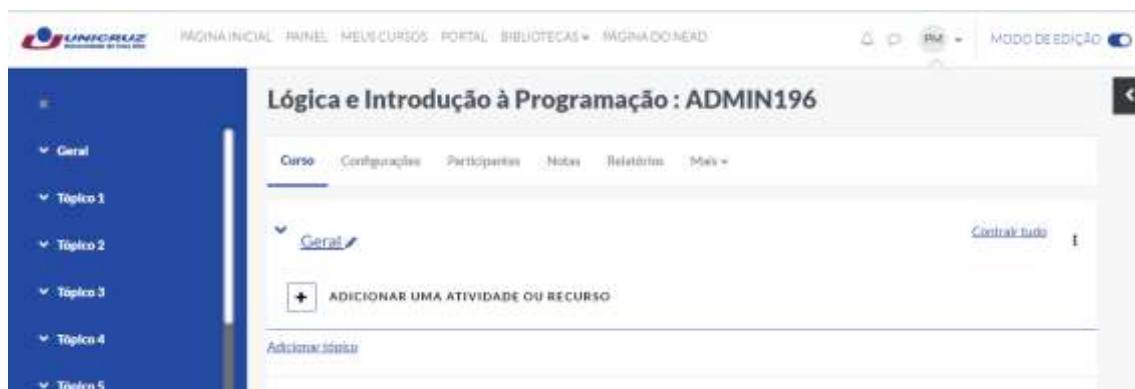 UNICRUZ
PÁGINA INICIAL PAINEL MEUS CURSOS PORTAL BIBLIOTECAS PÁGINA DO NEAD
PM MODO DE EDIÇÃO
Lógica e Introdução à Programação : ADMIN196
Geral
Curso Configurações Participantes Notas Relatórios Mais
Tópico 1
Geral
Contrair tudo
Tópico 2
Tópico 3
ADICIONAR UMA ATIVIDADE OU RECURSO
Tópico 4
Adicionar tópico
Tópico 5